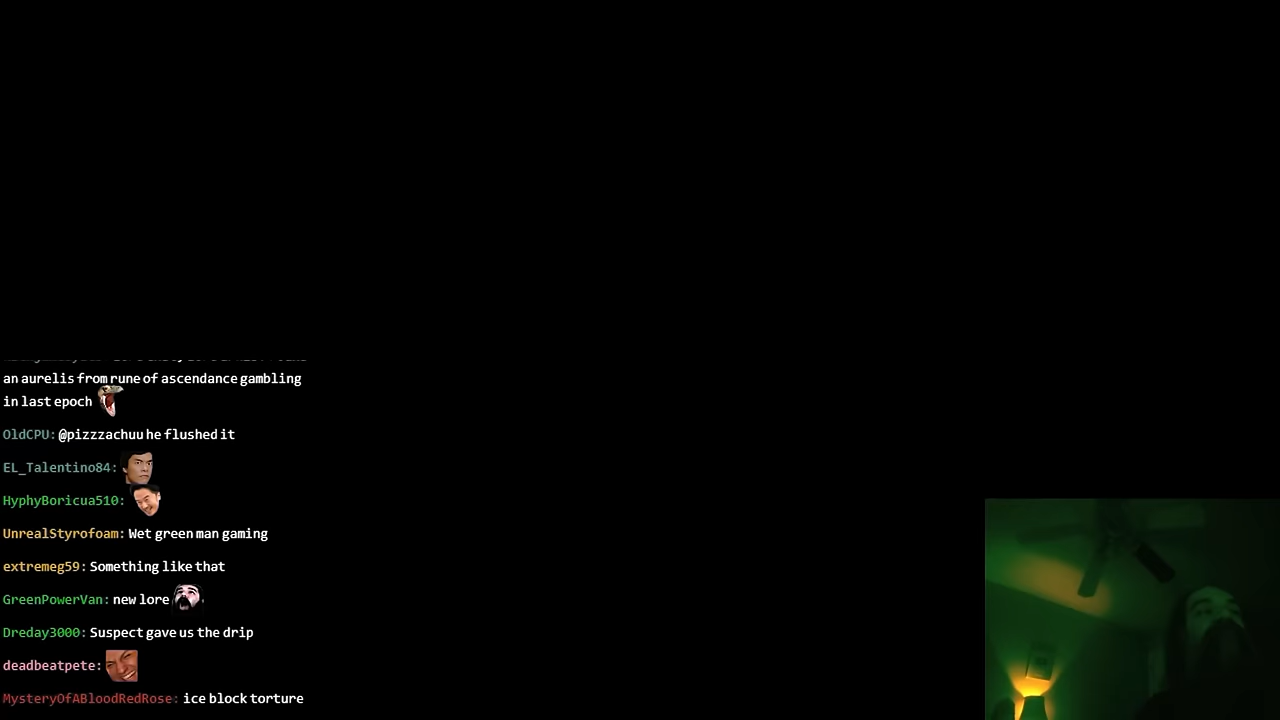 an aurelis from rune of ascendance gambling
in last epoch
OldCPU: @pizzzachuu he flushed it
EL_Talentino84:
HyphyBoricua510:
UnrealStyrofoam: Wet green man gaming
extremeg59: Something like that
GreenPowerVan: new lore
Dreday3000: Suspect gave us the drip
deadbeatpete:
MysteryOfABloodRedRose: ice block torture